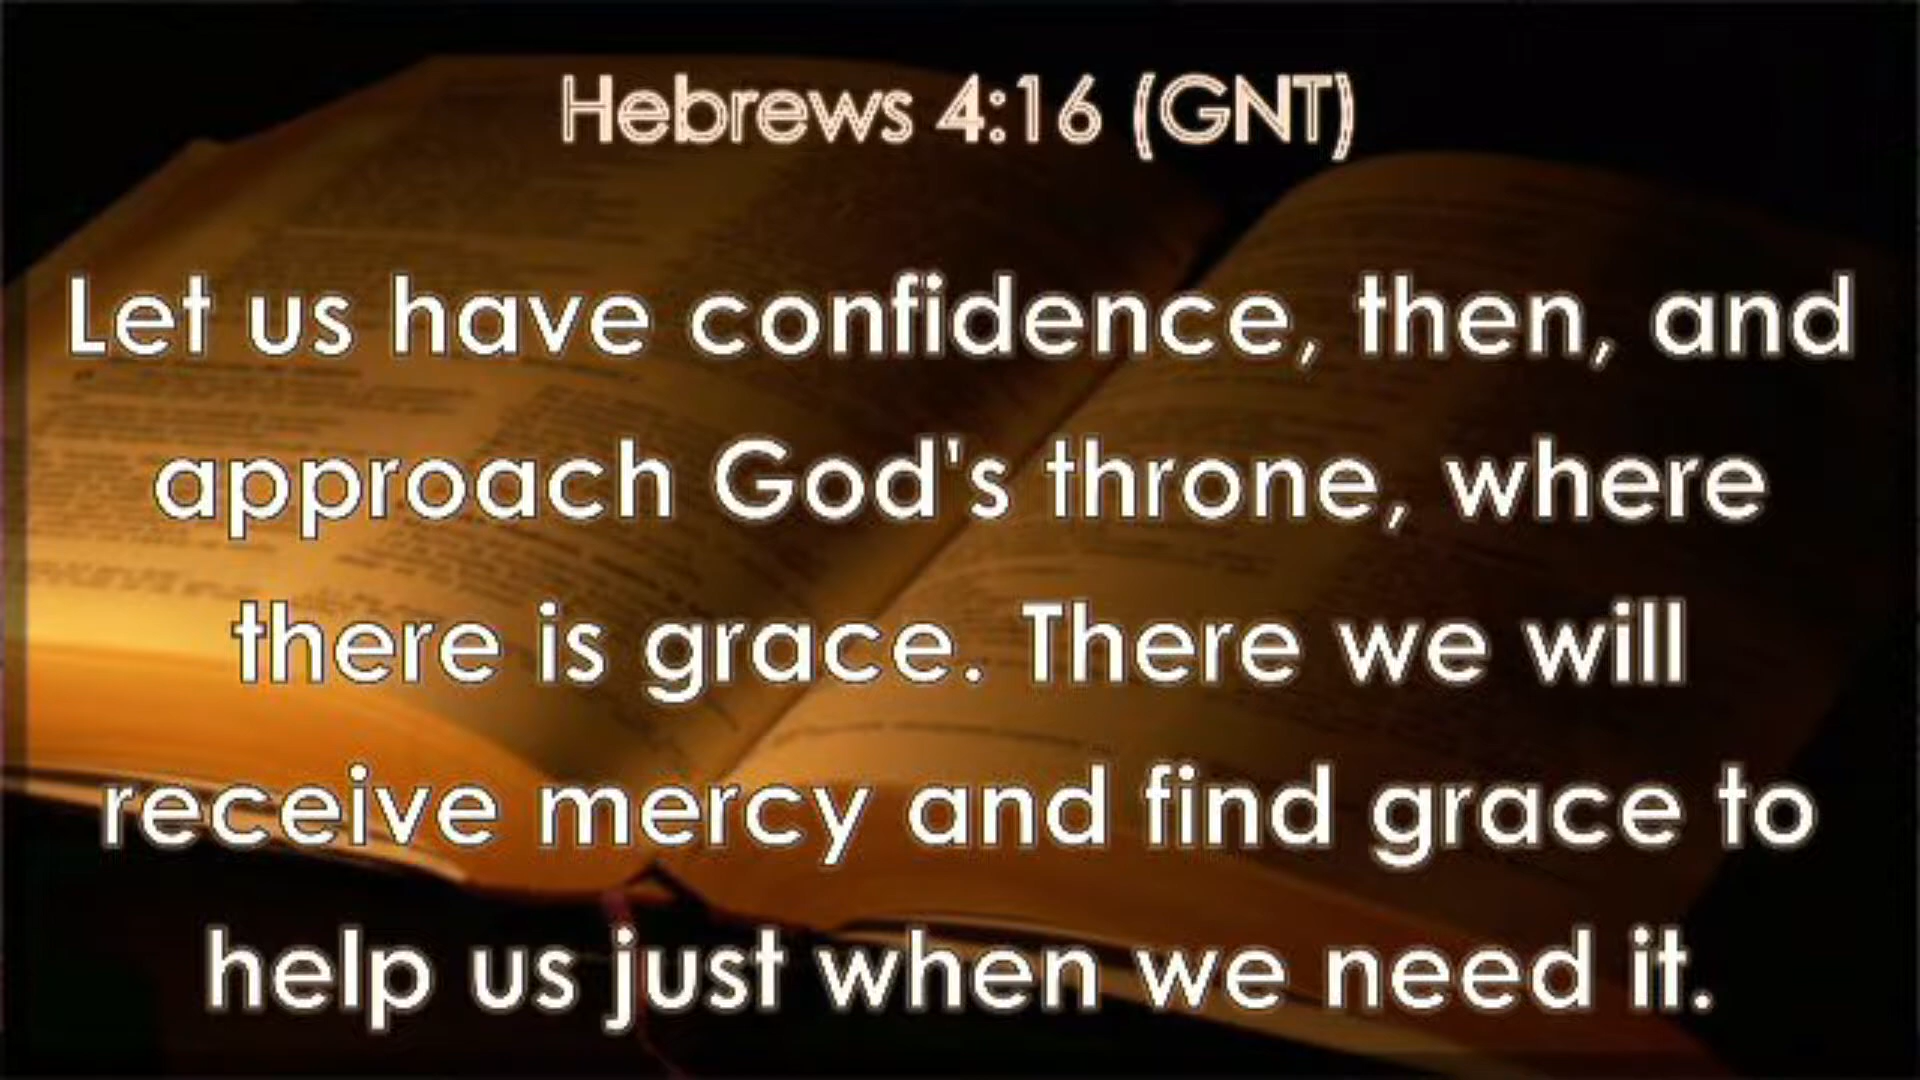 Hebrews 4:16 (GNT)
Let us have confidence, then, and
approach God's throne, where
there is grace. There we will
receive mercy and find grace to
help us just when we need it.